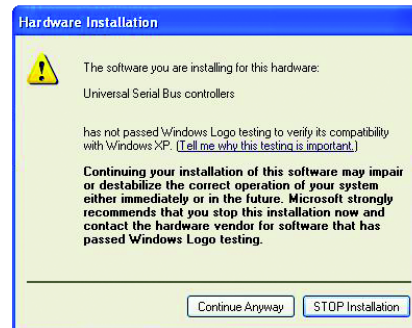 Hardware Installation
The software you are installing for this hardware:
Universal Serial Bus controllers
has not passed Windows Logo testing to verify its compatibility
with Windows XP. (Tell me why this testing is important.)
Continuing your installation of this software may impair
or destabilize the correct operation of your system
either immediately or in the future. Microsoft strongly
recommends that you stop this installation now and
contact the hardware vendor for software that has
passed Windows Logo testing.
Continue Anyway
STOP Installation